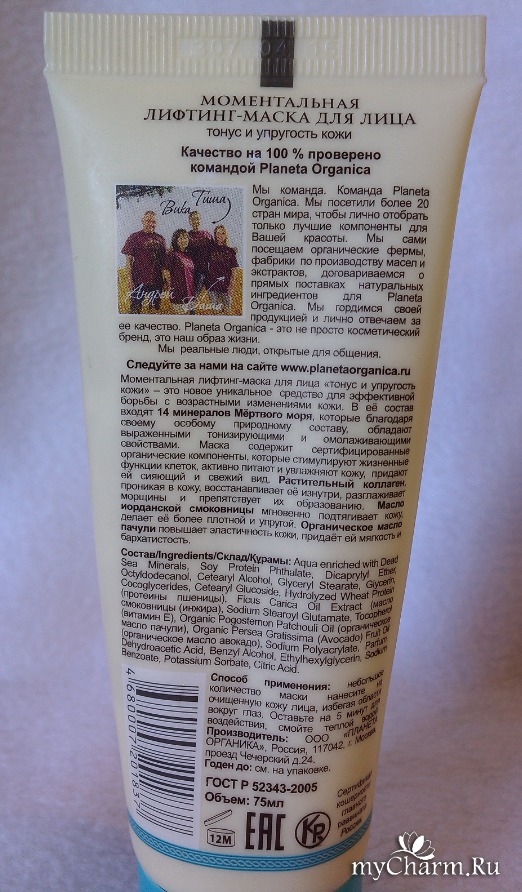 МОМЕНТАЛЬНАЯ
ЛИФТИНГ-МАСКА ДЛЯ ЛИЦА
тонус и упругость кожи
Качество на 100 % проверено
командой Planeta Organica
Тиша
Вика
Андрей
Даша
Мы команда. Команда Planeta
Organica. Мы посетили более 20
стран мира, чтобы лично отобрать
только лучшие компоненты для
Вашей красоты. Мы сами
посещаем органические фермы,
фабрики по производству масел и
экстрактов, договариваемся о
прямых поставках натуральных
ингредиентов для Planeta
Organica. Мы гордимся своей
продукцией и лично отвечаем за
ее качество. Planeta Organica - это не просто косметический
бренд, это наш образ жизни.
Мы реальные люди, открытые для общения.
Следуйте за нами на сайте www.planetaorganica.ru
Моментальная лифтинг-маска для лица «тонус и упругость
кожи» – это новое уникальное средство для эффективной
борьбы с возрастными изменениями кожи. В её состав
входят 14 минералов Мёртвого моря, которые благодаря
своему особому природному составу, обладают
выраженными тонизирующими и омолаживающими
свойствами. Маска содержит сертифицированные
органические компоненты, которые стимулируют жизненные
функции клеток, активно питают и увлажняют кожу, придают
ей сияющий и свежий вид. Растительный коллаген,
проникая в кожу, восстанавливает её изнутри, разглаживает
морщины и препятствует их образованию. Масло
иорданской смоковницы мгновенно подтягивает кожу,
делает её более плотной и упругой. Органическое масло
пачули повышает эластичность кожи, придаёт ей мягкость и
бархатистость.
Состав/Ingredients/Склад/Құрамы: Aqua enriched with Dead
Sea Minerals, Soy Protein Phthalate, Dicaprylyl Ether,
Octyldodecanol, Cetearyl Alcohol, Glyceryl Stearate, Glycerin,
Cocoglycerides, Cetearyl Glucoside, Hydrolyzed Wheat Protein
(протеины пшеницы), Ficus Carica Oil Extract (масло
смоковницы (инжира), Sodium Stearoyl Glutamate, Tocopherol
(витамин Е), Organic Pogostemon Patchouli Oil (органическое
масло пачули), Organic Persea Gratissima (Avocado) Fruit Oil
(органическое масло авокадо), Sodium Polyacrylate, Parfum,
Dehydroacetic Acid, Benzyl Alcohol, Ethylhexylglycerin, Sodium
Benzoate, Potassium Sorbate, Citric Acid.
Способ применения: небольшое
количество маски нанесите на
очищенную кожу лица, избегая области
вокруг глаз. Оставьте на 5 минут для
воздействия, смойте теплой водой.
Производитель: ООО «ПЛАНЕТА
ОРГАНИКА», Россия, 117042, г. Москва,
проезд Чечерский д.24.
Годен до: см. на упаковке.
ГОСТ Р 52343-2005
Объем: 75мл
12М
EAC
Сертификат
кошерности
главного
раввината
России
myCharm.Ru